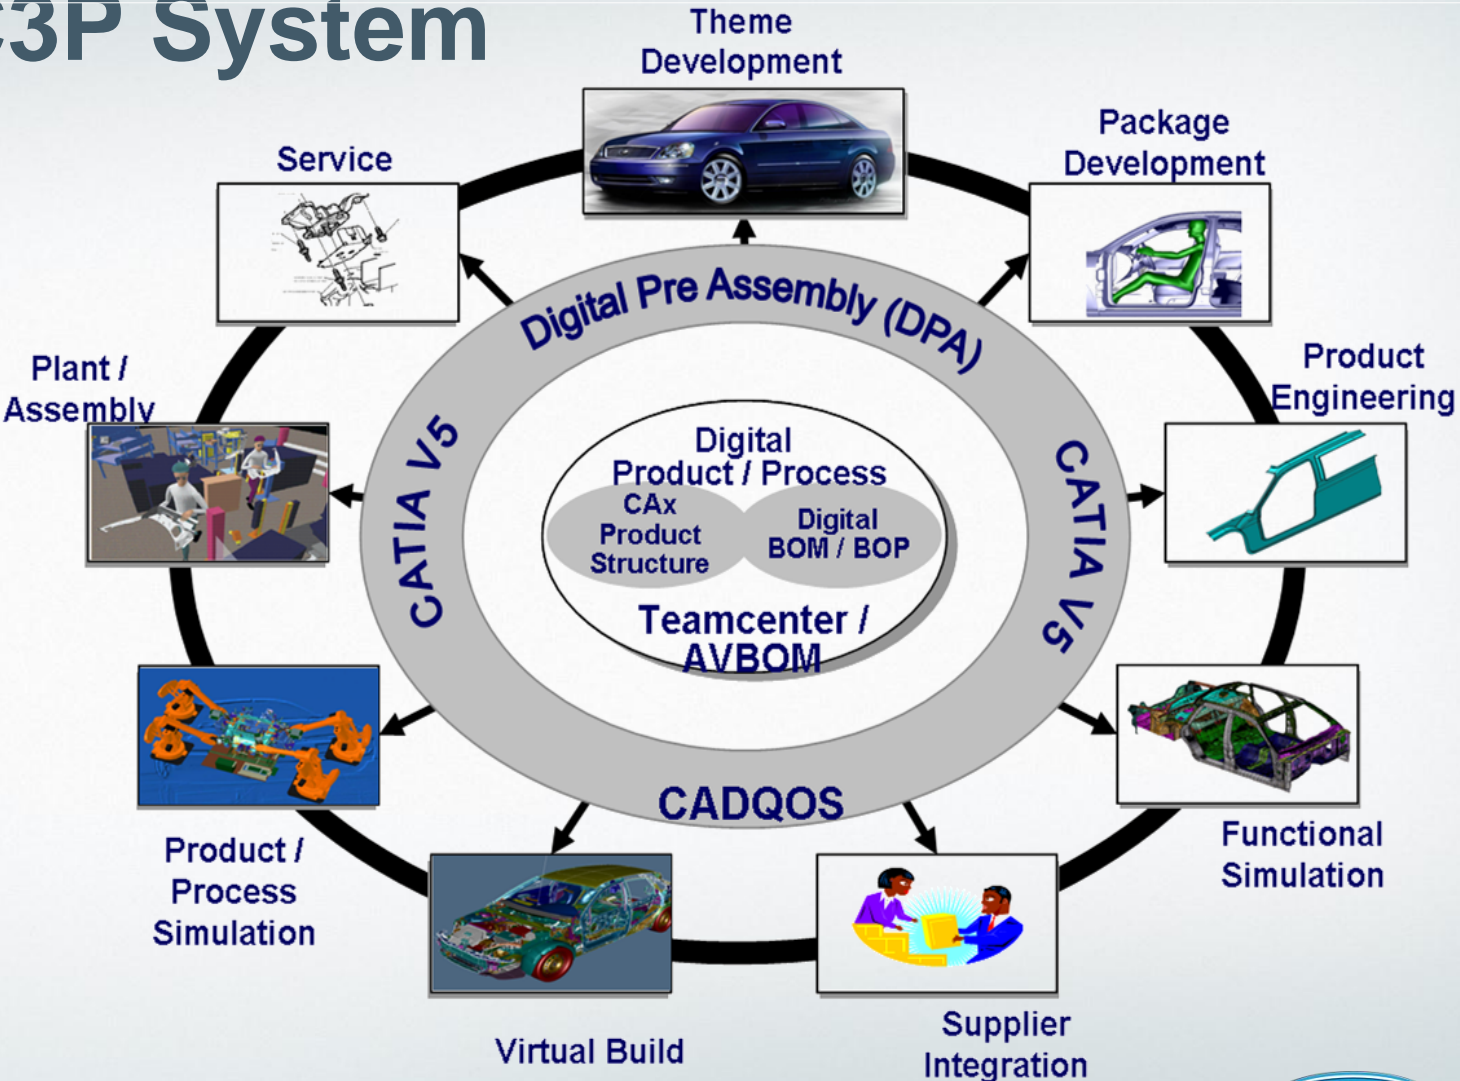 C3P System
Theme
Development
Package
Development
Service
Product
Engineering
Plant /
Assembly
Digital Pre Assembly (DPA)
CATIA V5
CATIA V5
Digital
Product / Process
CAx
Product
Structure
Digital
BOM / BOP
Teamcenter /
AVBOM
CADQOS
Functional
Simulation
Product /
Process
Simulation
Virtual Build
Supplier
Integration